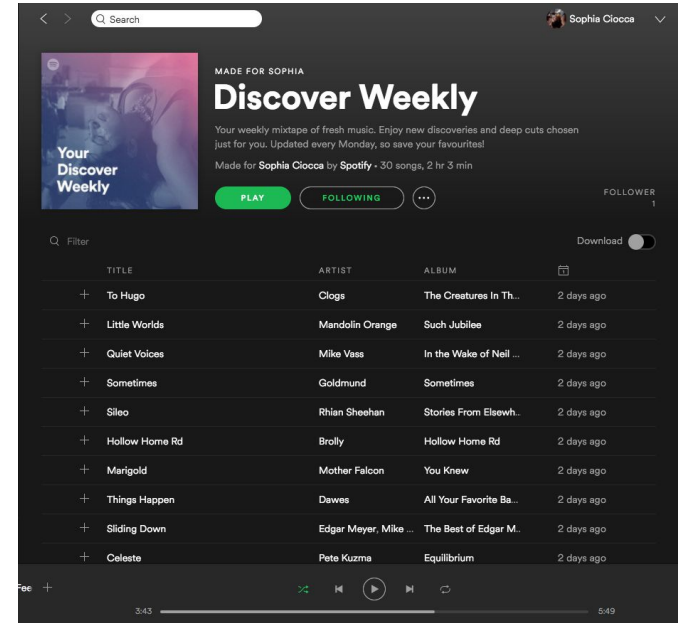 Search
Sophia Ciocca
Your
Discover
Weekly
MADE FOR SOPHIA
Discover Weekly
Your weekly mixtape of fresh music. Enjoy new discoveries and deep cuts chosen
just for you. Updated every Monday, so save your favourites!
Made for Sophia Ciocca by Spotify • 30 songs, 2 hr 3 min
PLAY
FOLLOWING
FOLLOWER
1
Filter
Download
TITLE ARTIST ALBUM
To Hugo Clogs The Creatures In Th... 2 days ago
Little Worlds Mandolin Orange Such Jubilee 2 days ago
Quiet Voices Mike Vass In the Wake of Neil ... 2 days ago
Sometimes Goldmund Sometimes 2 days ago
Sileo Rhian Sheehan Stories From Elsewh... 2 days ago
Hollow Home Rd Brolly Hollow Home Rd 2 days ago
Marigold Mother Falcon You Knew 2 days ago
Things Happen Dawes All Your Favorite Ba... 2 days ago
Sliding Down Edgar Meyer, Mike ... The Best of Edgar M... 2 days ago
Celeste Pete Kuzma Equilibrium 2 days ago
3:43 5:49